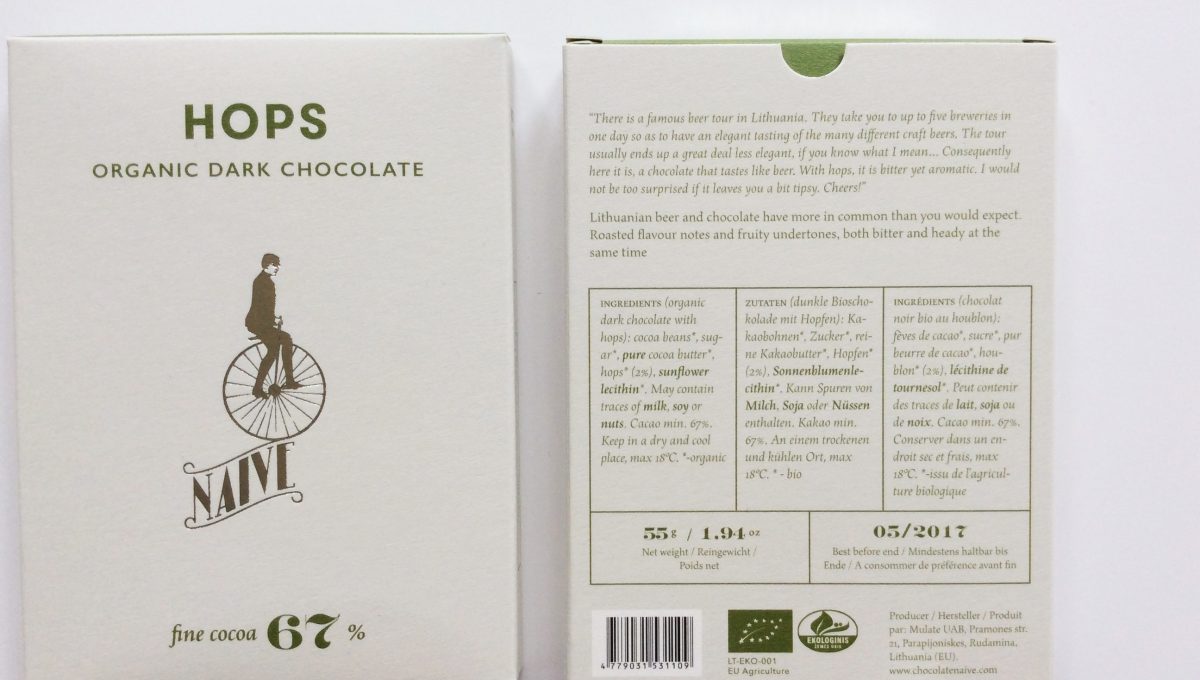 HOPS
ORGANIC DARK CHOCOLATE
NAIVE
fine cocoa 67 %
"There is a famous beer tour in Lithuania. They take you to up to five breweries in
one day so as to have an elegant tasting of the many different craft beers. The tour
usually ends up a great deal less elegant, if you know what I mean... Consequently
here it is, a chocolate that tastes like beer. With hops, it is bitter yet aromatic. I would
not be too surprised if it leaves you a bit tipsy. Cheers!"
Lithuanian beer and chocolate have more in common than you would expect.
Roasted flavour notes and fruity undertones, both bitter and heady at the
same time
INGREDIENTS (organic
dark chocolate with
hops): cocoa beans*, sug-
ar*, pure cocoa butter*,
hops* (2%), sunflower
lecithin*. May contain
traces of milk, soy or
nuts. Cacao min. 67%.
Keep in a dry and cool
place, max 18°C. *-organic
ZUTATEN (dunkle Bioscho-
kolade mit Hopfen): Ka-
kaobohnen*, Zucker*, rei-
ne Kakaobutter*, Hopfen*
(2%), Sonnenblumenle-
cithin*. Kann Spuren von
Milch, Soja oder Nüssen
enthalten. Kakao min.
67%. An einem trockenen
und kühlen Ort, max
18°C. * - bio
INGRÉDIENTS (chocolat
noir bio au houblon);
fèves de cacao*, sucre*, pur
beurre de cacao*, hou-
blon* (2%), lécithine de
tournesol*. Peut contenir
des traces de lait, soja ou
de noix. Cacao min. 67%.
Conserver dans un en-
droit sec et frais, max
18°C. *-issu de l'agricul-
ture biologique
55 g / 1.94 oz
Net weight / Reingewicht /
Poids net
05/2017
Best before end / Mindestens haltbar bis
Ende / A consommer de préférence avant fin
4 779031 531109
LT-EKO-001
EU Agriculture
EKOLOGINIS
ŽEMĖS ŪKIS
Producer / Hersteller / Produit
par: Mulate UAB, Pramones str.
21, Parapijoniskes, Rudamina,
Lithuania (EU).
www.chocolatenaive.com